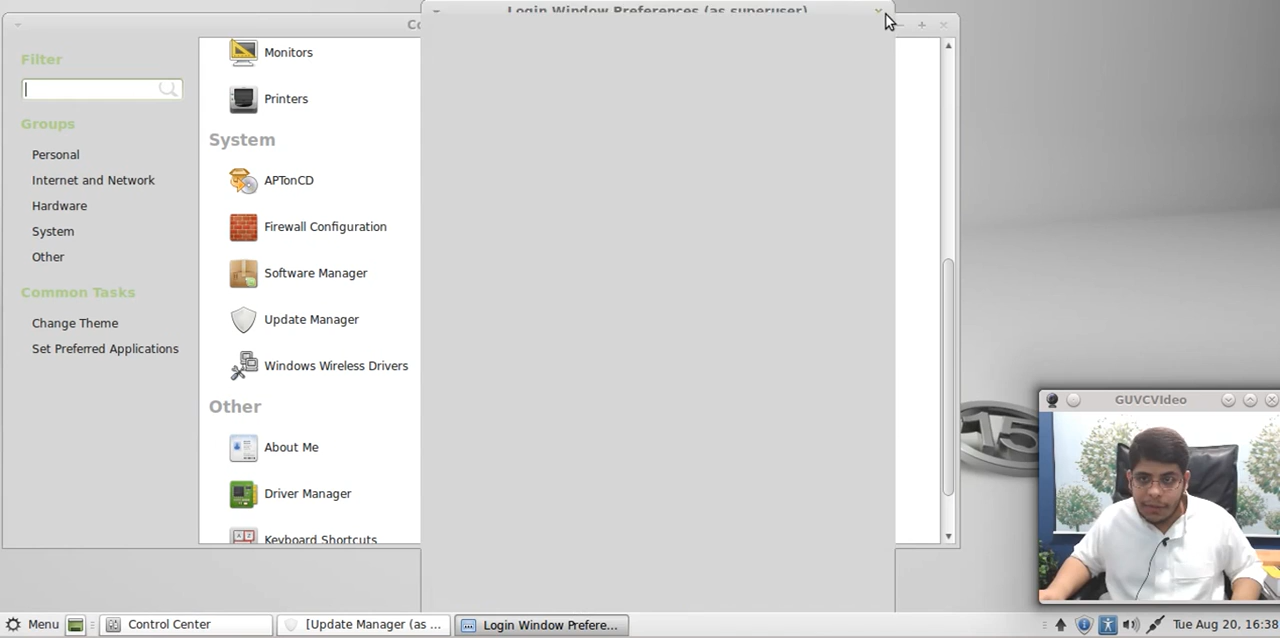 Login Window Preferences (as superuser)
Co
Filter
Groups
Personal
Internet and Network
Hardware
System
Other
Common Tasks
Change Theme
Set Preferred Applications
Monitors
Printers
System
APTonCD
Firewall Configuration
Software Manager
Update Manager
Windows Wireless Drivers
Other
About Me
Driver Manager
Keyboard Shortcuts
15
GUVCVIdeo
Menu
Control Center
[Update Manager (as ...
Login Window Prefere...
Tue Aug 20, 16:38